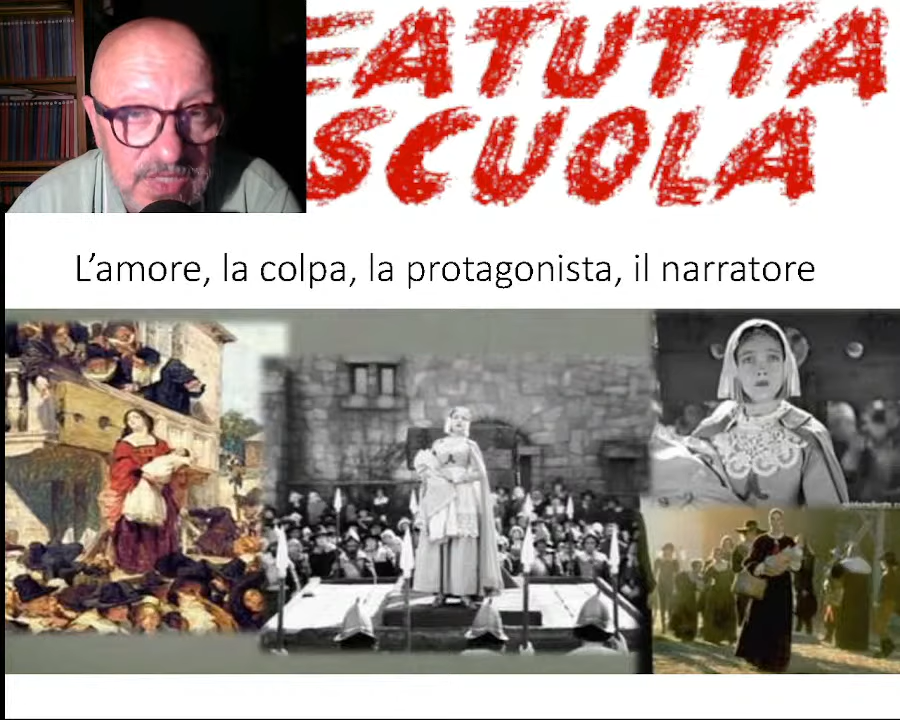 EATUTTA
SCUOLA
L’amore, la colpa, la protagonista, il narratore